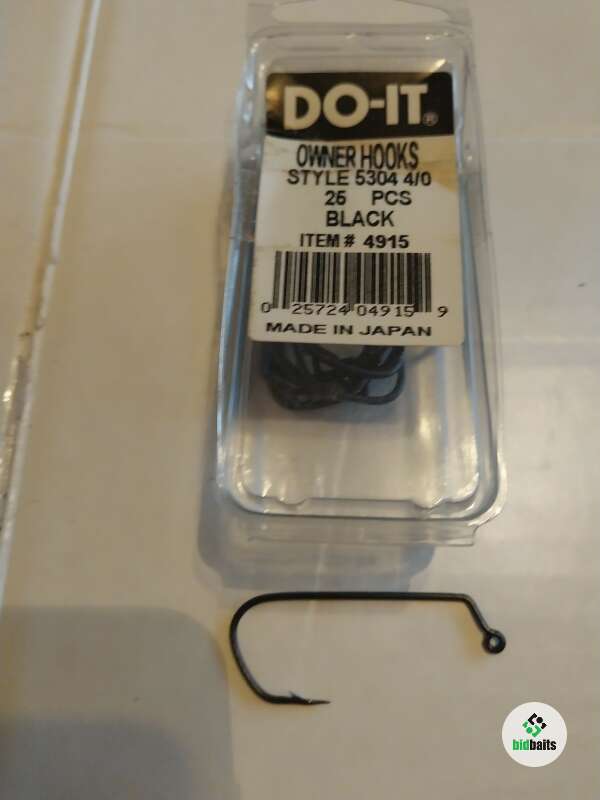 DO-IT®
OWNER HOOKS
STYLE 5304 4/0
25 PCS
BLACK
ITEM # 4915
0 25724 04915 9
MADE IN JAPAN
bidbaits